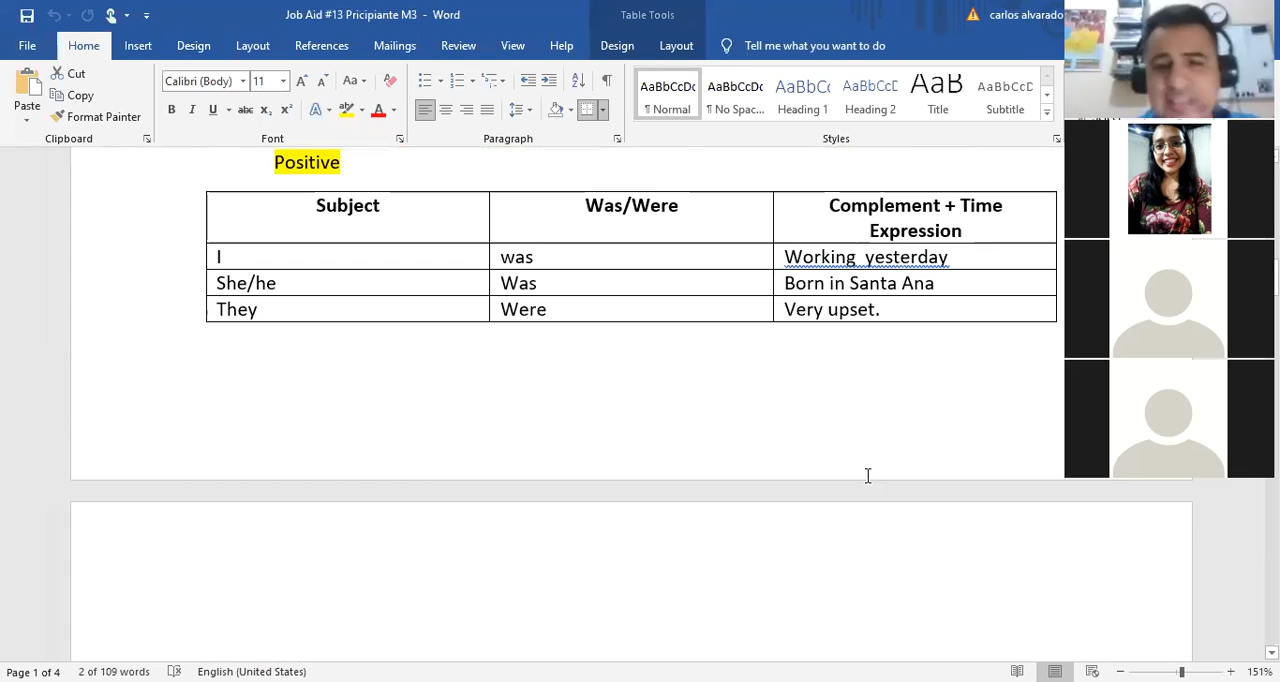 Job Aid #13 Pricipiante M3 - Word
Table Tools
carlos alvarado
File
Home
Insert
Design
Layout
References
Mailings
Review
View
Help
Design
Layout
Tell me what you want to do
Paste
Cut
Copy
Format Painter
Clipboard
Calibri (Body)
11
Font
Paragraph
AaBbCcDc
¶ Normal
AaBbCcDc
¶ No Spac...
AaBbCc
Heading 1
AaBbCcD
Heading 2
AaB
Title
AaBbCcD
Subtitle
Styles
Positive
Subject
Was/Were
Complement + Time
Expression
I
was
Working yesterday
She/he
Was
Born in Santa Ana
They
Were
Very upset.
Page 1 of 4
2 of 109 words
English (United States)
151%